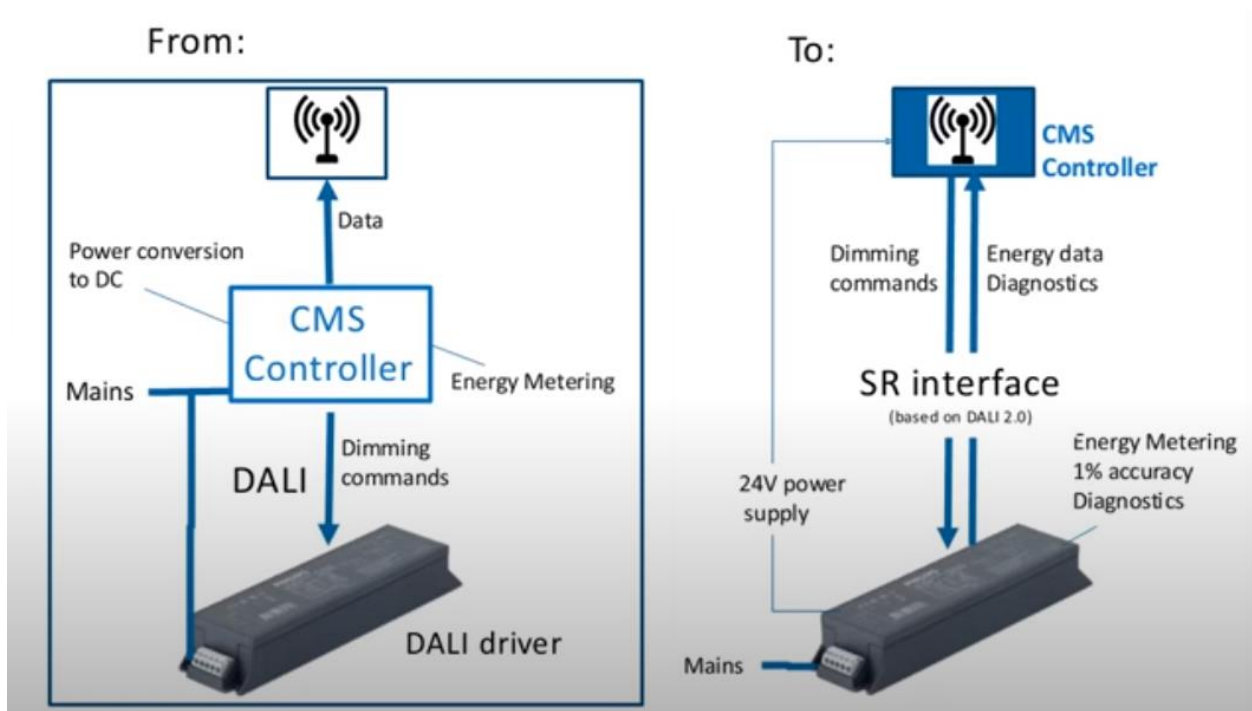 From:
Data
Power conversion
to DC
CMS
Controller
Mains
Energy Metering
Dimming
commands
DALI
DALI driver
To:
CMS
Controller
Dimming
commands
Energy data
Diagnostics
SR interface
(based on DALI 2.0)
Energy Metering
1% accuracy
Diagnostics
24V power
supply
Mains